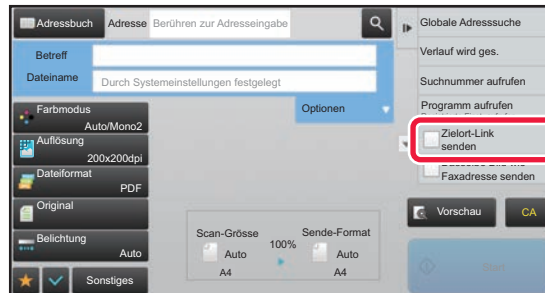 Adressbuch
Adresse
Berühren zur Adresseingabe
Globale Adresssuche
Betreff
Verlauf wird ges.
Dateiname
Durch Systemeinstellungen festgelegt
Suchnummer aufrufen
Optionen
Programm aufrufen
Farbmodus
Auto/Mono2
Zielort-Link
senden
Auflösung
200x200dpi
Faxadresse senden
Dateiformat
PDF
Original
Vorschau
CA
Scan-Grösse
Auto
A4
100%
Sende-Format
Auto
A4
Belichtung
Auto
Start
Sonstiges